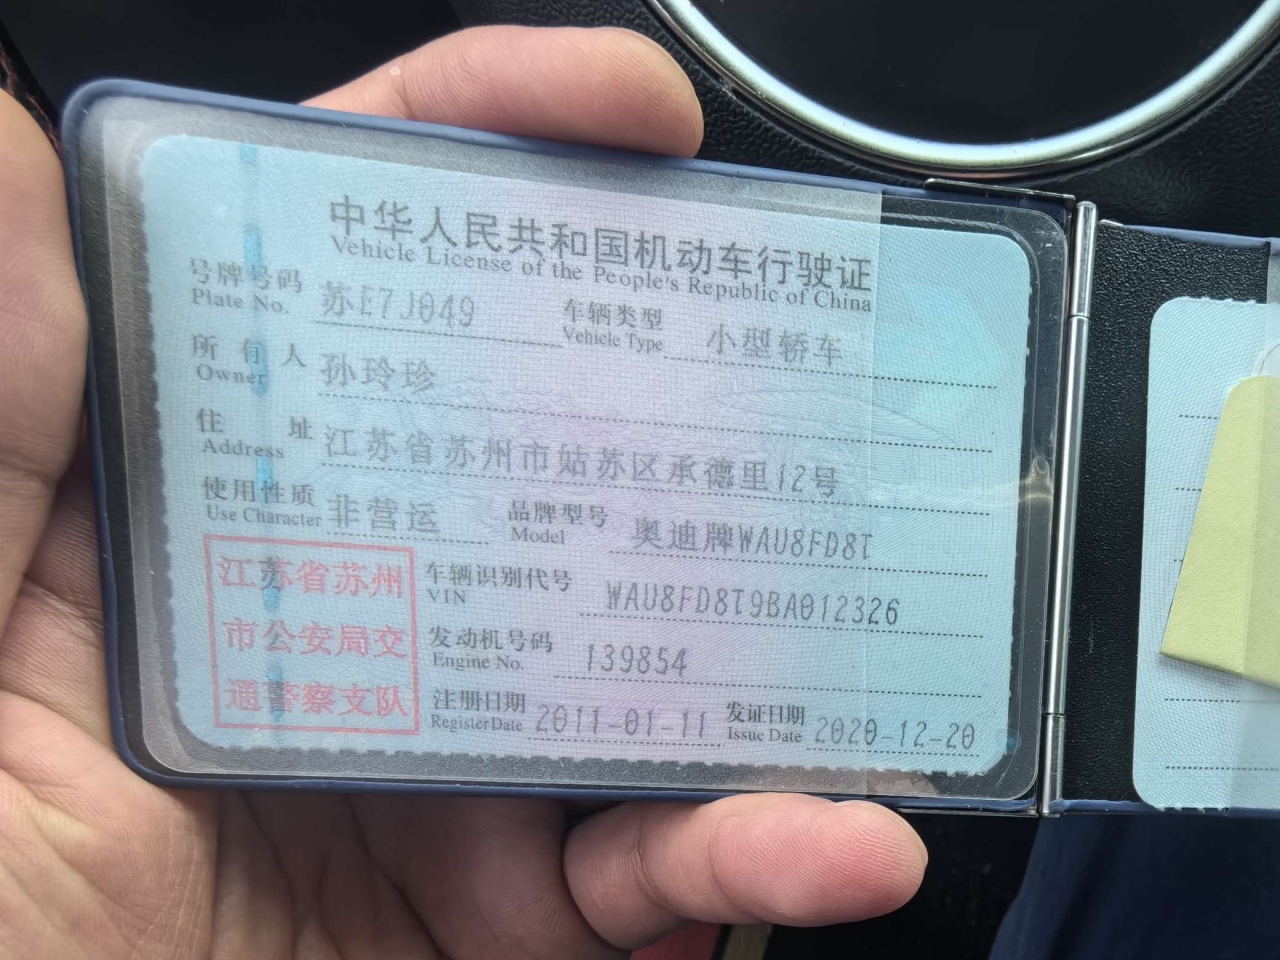 中华人民共和国机动车行驶证
Vehicle License of the People's Republic of China
号牌号码 苏E7J049 车辆类型 小型轿车
Plate No. Vehicle Type
所有人 孙玲珍
Owner
住址 江苏省苏州市姑苏区承德里12号
Address
使用性质 非营运 品牌型号 奥迪牌WAU8FD8T
Use Character Model
江苏省苏州
市公安局交
通警察支队
车辆识别代号 WAU8FD8T9BA012326
VIN
发动机号码 139854
Engine No.
注册日期 2011-01-11 发证日期 2020-12-20
Register Date Issue Date